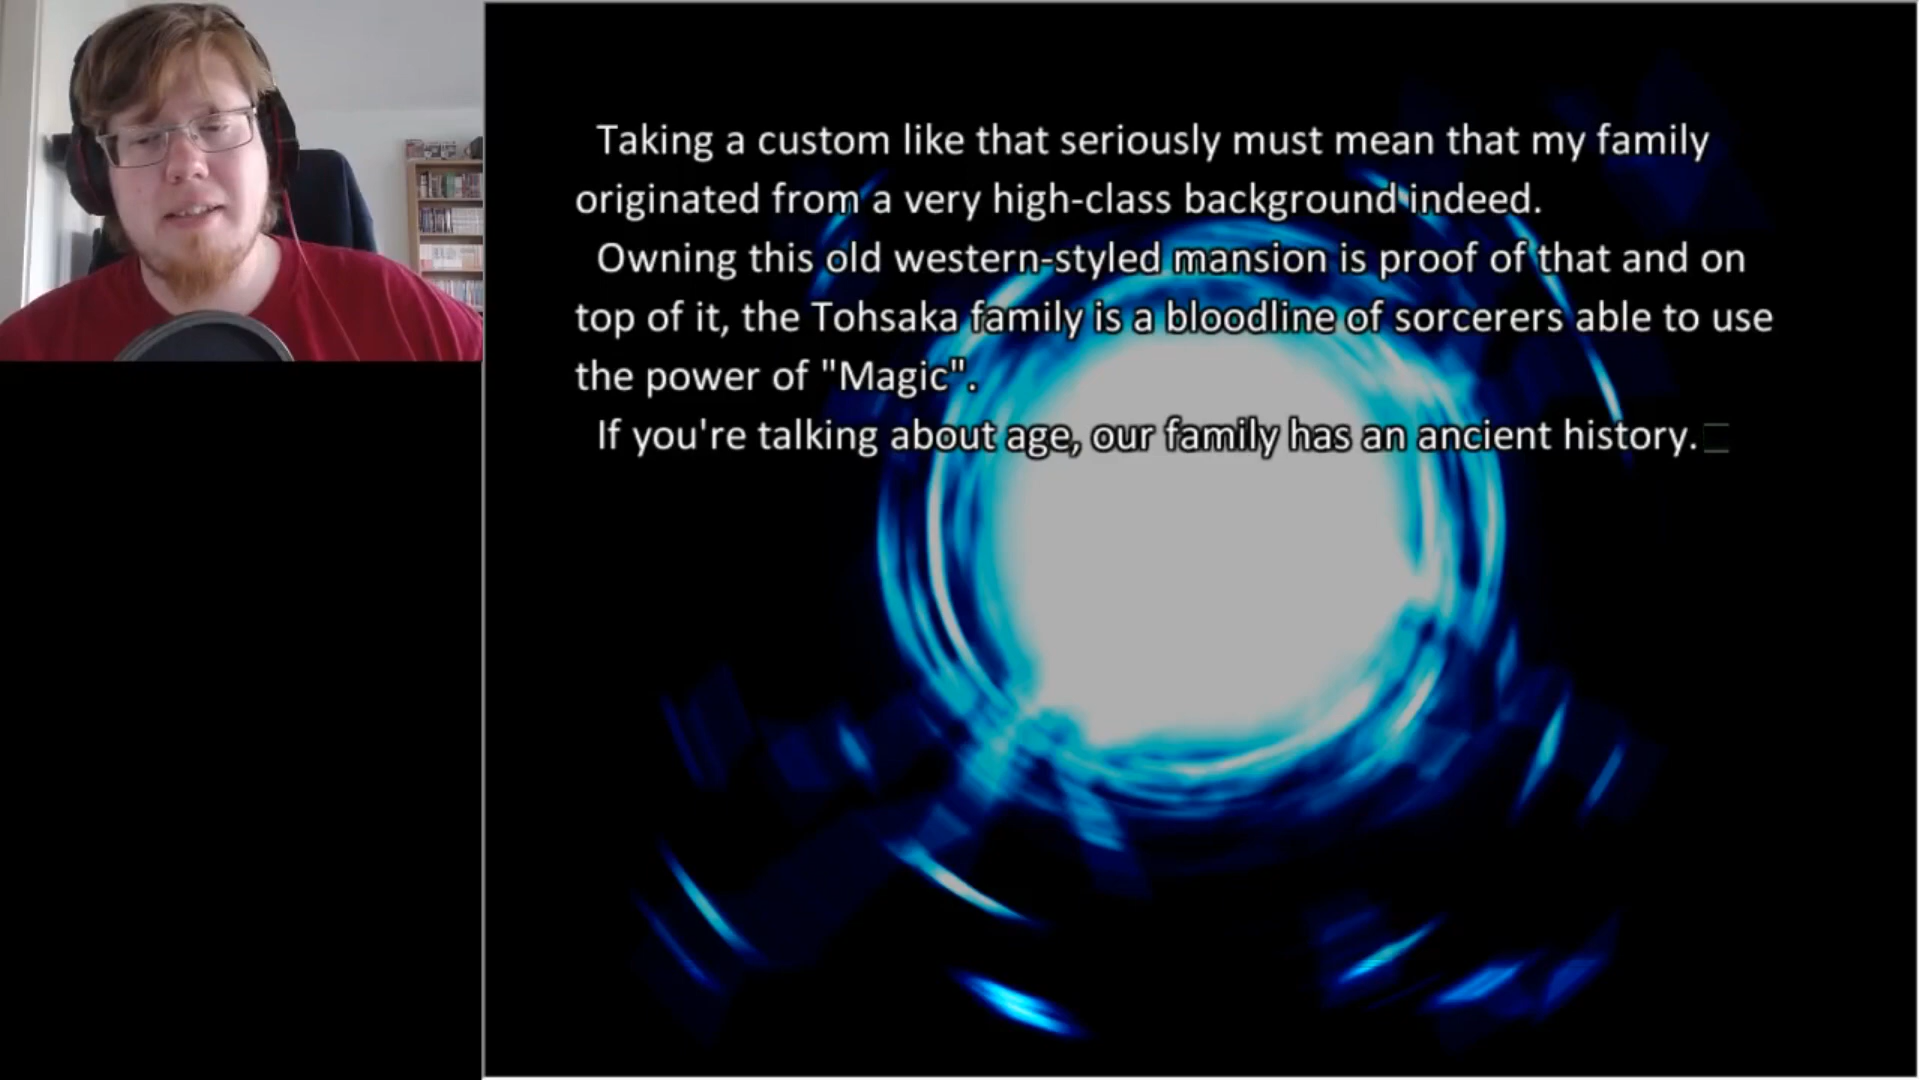 Taking a custom like that seriously must mean that my family
originated from a very high-class background indeed.
Owning this old western-styled mansion is proof of that and on
top of it, the Tohsaka family is a bloodline of sorcerers able to use
the power of "Magic".
If you're talking about age, our family has an ancient history.